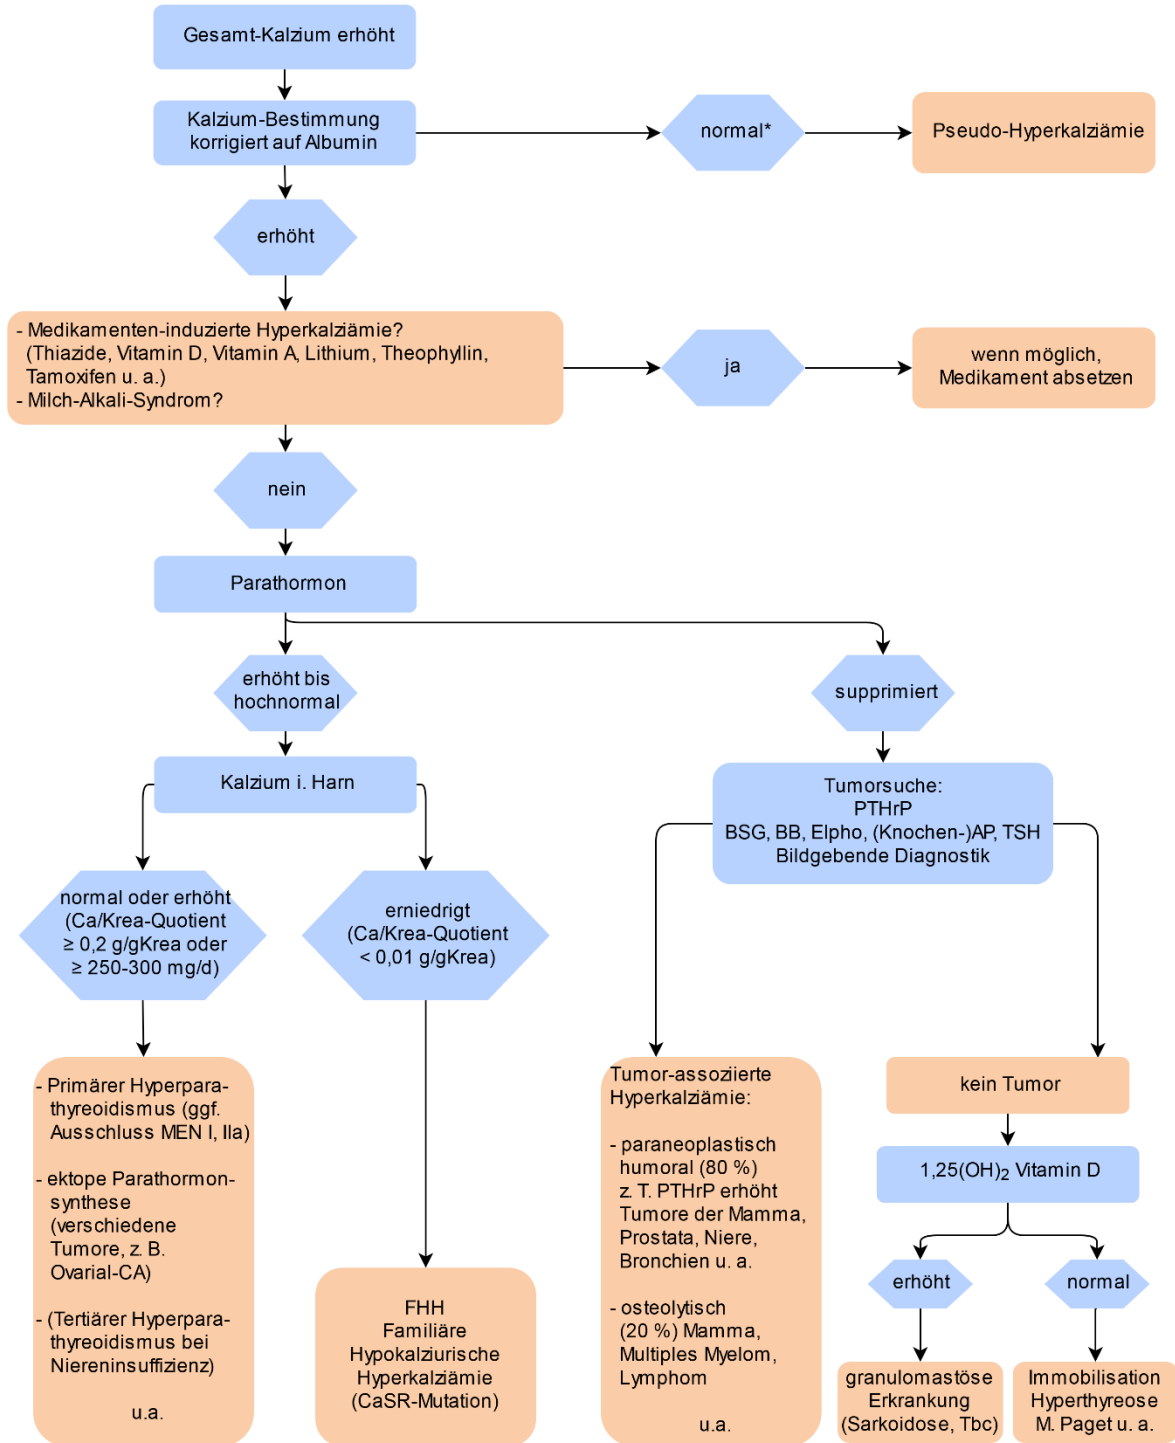 Gesamt-Kalzium erhöht
Kalzium-Bestimmung
korrigiert auf Albumin
normal*
Pseudo-Hyperkalziämie
erhöht
- Medikamenten-induzierte Hyperkalziämie?
(Thiazide, Vitamin D, Vitamin A, Lithium, Theophyllin,
Tamoxifen u. a.)
- Milch-Alkali-Syndrom?
ja
wenn möglich,
Medikament absetzen
nein
Parathormon
erhöht bis
hochnormal
supprimiert
Kalzium i. Harn
Tumorsuche:
PTHrP
BSG, BB, Elpho, (Knochen-)AP, TSH
Bildgebende Diagnostik
normal oder erhöht
(Ca/Krea-Quotient
≥ 0,2 g/gKrea oder
≥ 250-300 mg/d)
erniedrigt
(Ca/Krea-Quotient
< 0,01 g/gKrea)
- Primärer Hyperpara-
thyreoidismus (ggf.
Ausschluss MEN I, IIa)
- ektope Parathormon-
synthese
(verschiedene
Tumore, z. B.
Ovarial-CA)
- (Tertiärer Hyperpara-
thyreoidismus bei
Niereninsuffizienz)
u.a.
FHH
Familiäre
Hypokalziurische
Hyperkalziämie
(CaSR-Mutation)
Tumor-assoziierte
Hyperkalziämie:
- paraneoplastisch
humoral (80 %)
z. T. PTHrP erhöht
Tumore der Mamma,
Prostata, Niere,
Bronchien u. a.
- osteolytisch
(20 %) Mamma,
Multiples Myelom,
Lymphom
u.a.
kein Tumor
1,25(OH)₂ Vitamin D
erhöht
normal
granulomastöse
Erkrankung
(Sarkoidose, Tbc)
Immobilisation
Hyperthyreose
M. Paget u. a.